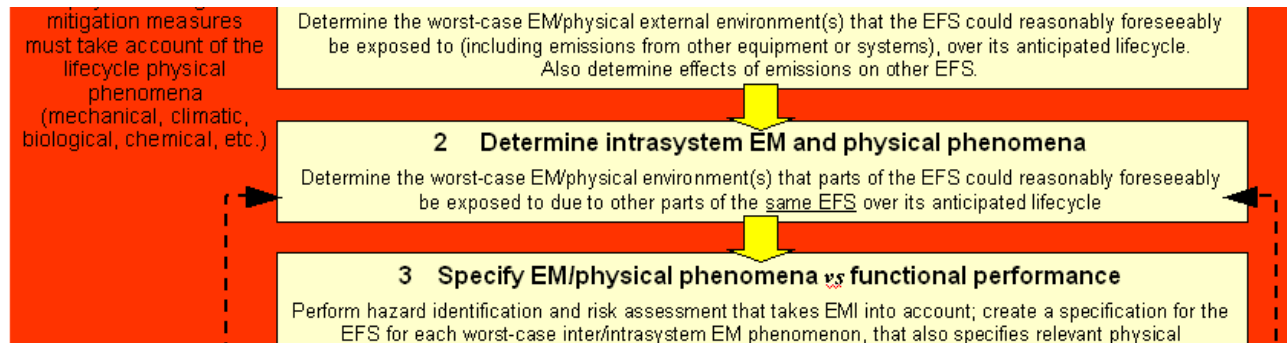 mitigation measures
must take account of the
lifecycle physical
phenomena
(mechanical, climatic,
biological, chemical, etc.)
Determine the worst-case EM/physical external environment(s) that the EFS could reasonably foreseeably
be exposed to (including emissions from other equipment or systems), over its anticipated lifecycle.
Also determine effects of emissions on other EFS.
2 Determine intrasystem EM and physical phenomena
Determine the worst-case EM/physical environment(s) that parts of the EFS could reasonably foreseeably
be exposed to due to other parts of the same EFS over its anticipated lifecycle
3 Specify EM/physical phenomena vs functional performance
Perform hazard identification and risk assessment that takes EMI into account; create a specification for the
EFS for each worst-case inter/intrasystem EM phenomenon, that also specifies relevant physical